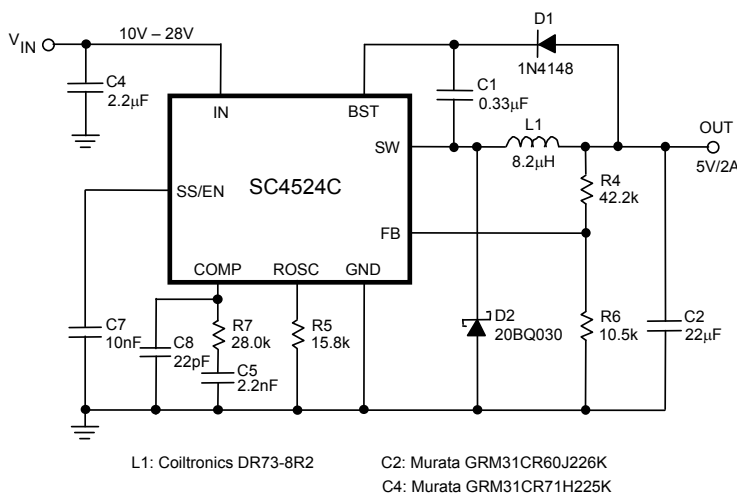 D1
V IN
10V – 28V
1N4148
C4
2.2µF
C1
0.33µF
IN
BST
L1
OUT
SW
8.2µH
5V/2A
SS/EN
SC4524C
R4
42.2k
FB
COMP
ROSC
GND
C7
10nF
C8
22pF
R7
28.0k
R5
15.8k
D2
20BQ030
R6
10.5k
C2
22µF
C5
2.2nF
L1: Coiltronics DR73-8R2
C2: Murata GRM31CR60J226K
C4: Murata GRM31CR71H225K